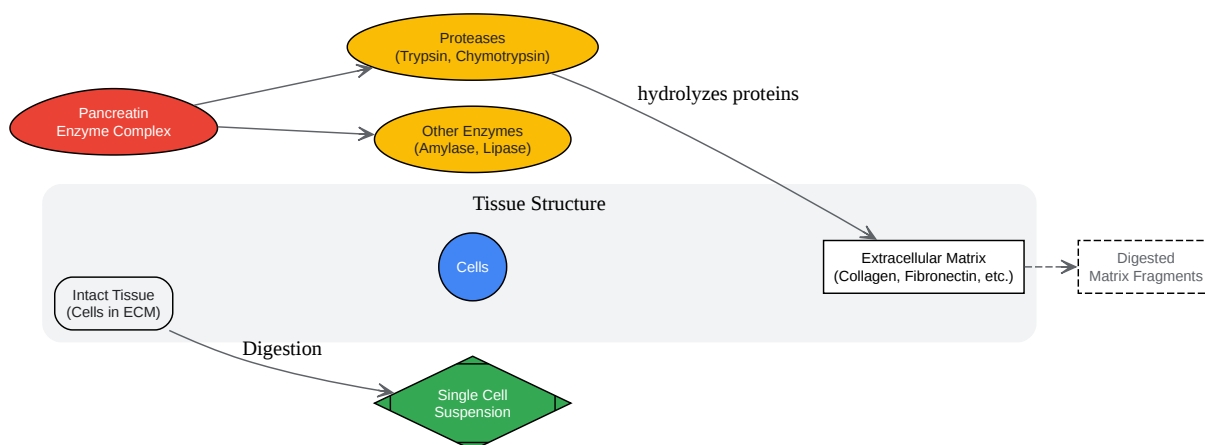 Proteases
(Trypsin, Chymotrypsin)
hydrolyzes proteins
Pancreatin
Enzyme Complex
Other Enzymes
(Amylase, Lipase)
Tissue Structure
Cells
Extracellular Matrix
(Collagen, Fibronectin, etc.)
Digested
Matrix Fragments
Intact Tissue
(Cells in ECM)
Digestion
Single Cell
Suspension